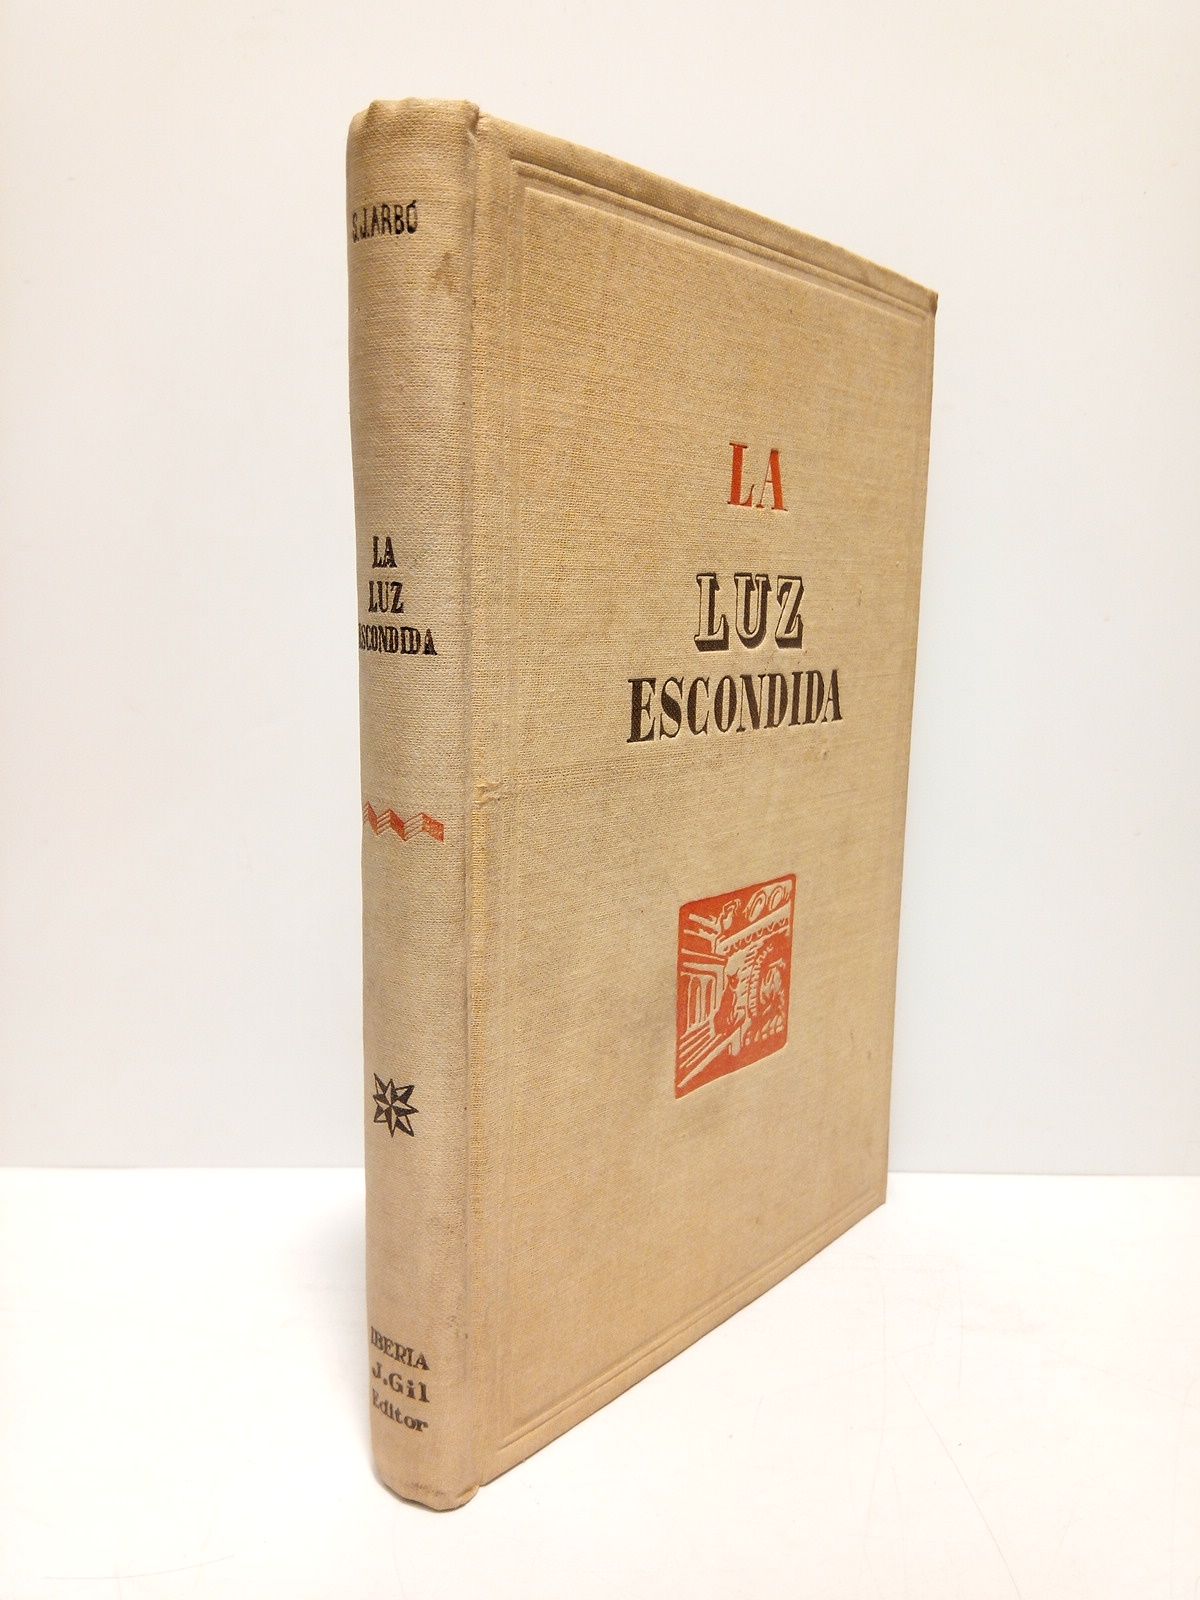 S.J.ARBÓ
LA
LUZ
ESCONDIDA
IBERIA
J.Gil
Editor
LA
LUZ
ESCONDIDA